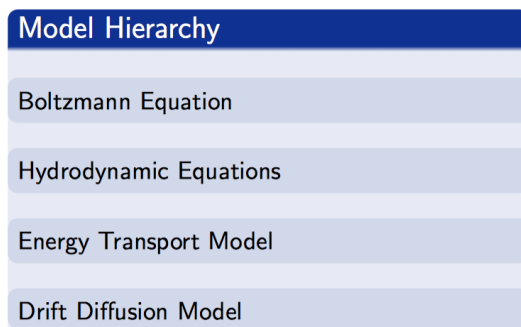 Model Hierarchy
Boltzmann Equation
Hydrodynamic Equations
Energy Transport Model
Drift Diffusion Model